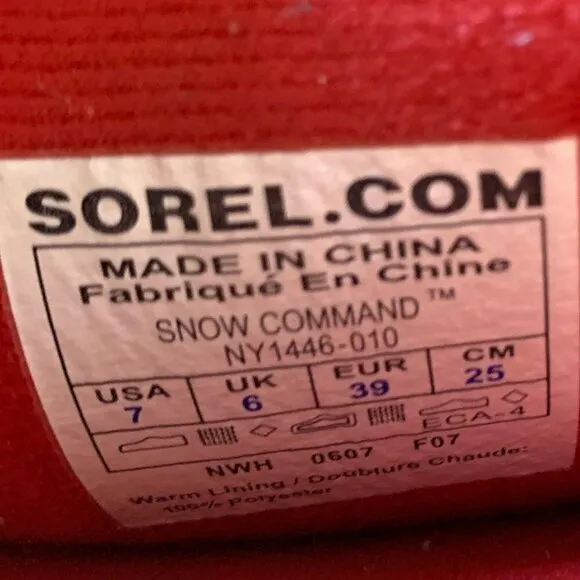 SOREL.COM
MADE IN CHINA
Fabriqué En Chine
SNOW COMMAND ™
NY1446-010
USA UK EUR CM
7 6 39 25
ECA-4
NWH 0607 F07
Warm Lining / Doublure Chaude:
100% Polyester